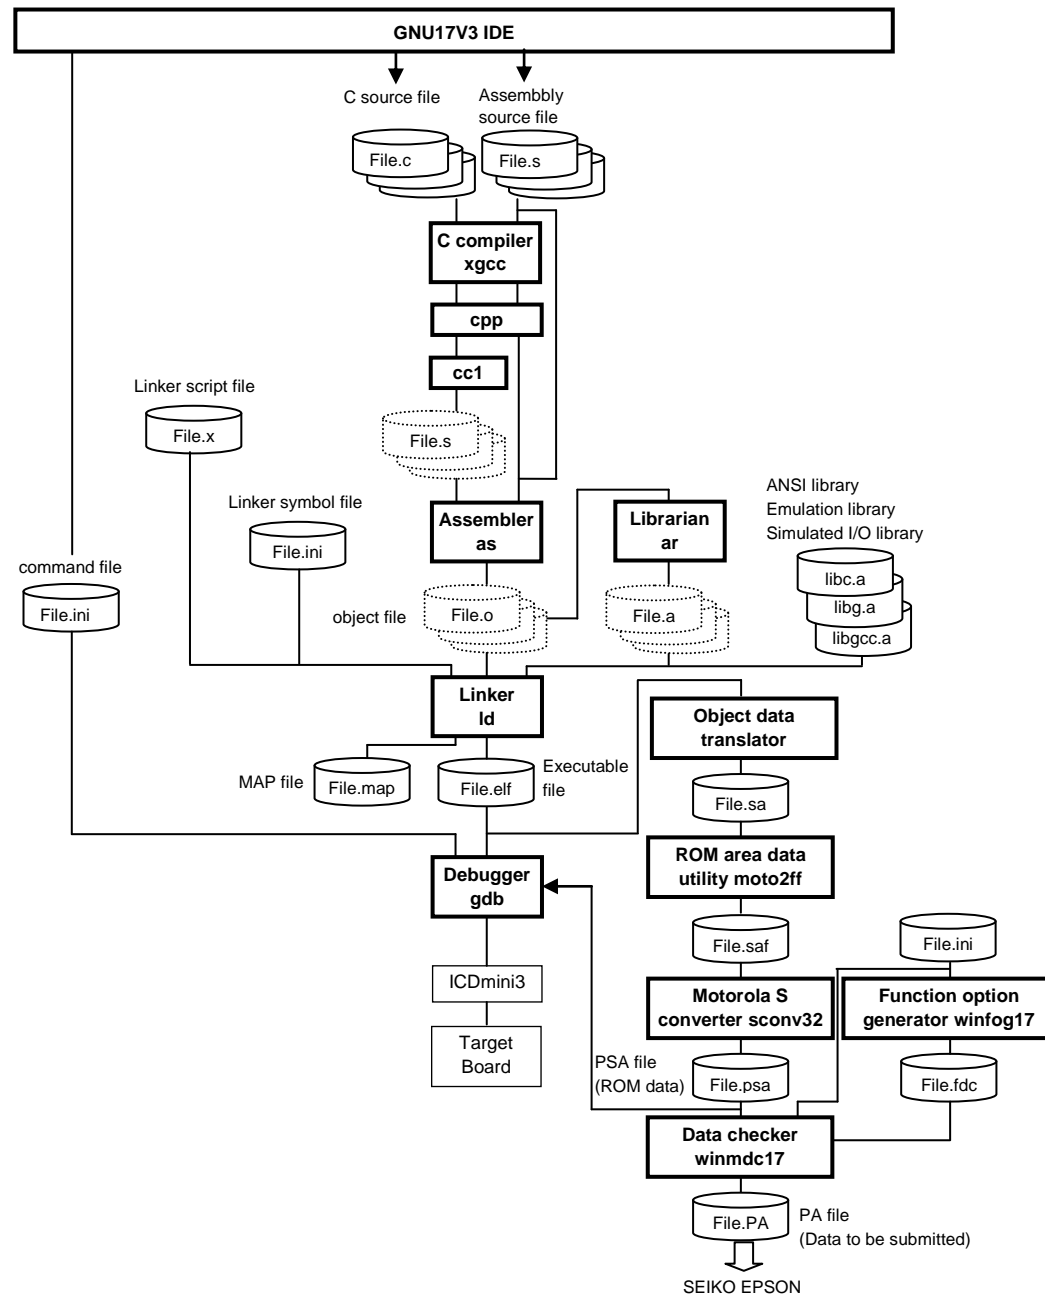 GNU17V3 IDE
C source file
Assembbly
source file
File.c
File.s
C compiler
xgcc
cpp
cc1
Linker script file
File.x
File.s
ANSI library
Emulation library
Simulated I/O library
Linker symbol file
File.ini
Assembler
as
Librarian
ar
command file
File.ini
libc.a
libg.a
libgcc.a
object file
File.o
File.a
Linker
ld
Object data
translator
MAP file
File.map
File.elf
Executable
file
File.sa
ROM area data
utility moto2ff
Debugger
gdb
File.saf
File.ini
ICDmini3
Motorola S
converter sconv32
Function option
generator winfog17
Target
Board
PSA file
(ROM data)
File.psa
File.fdc
Data checker
winmdc17
File.PA
PA file
(Data to be submitted)
SEIKO EPSON